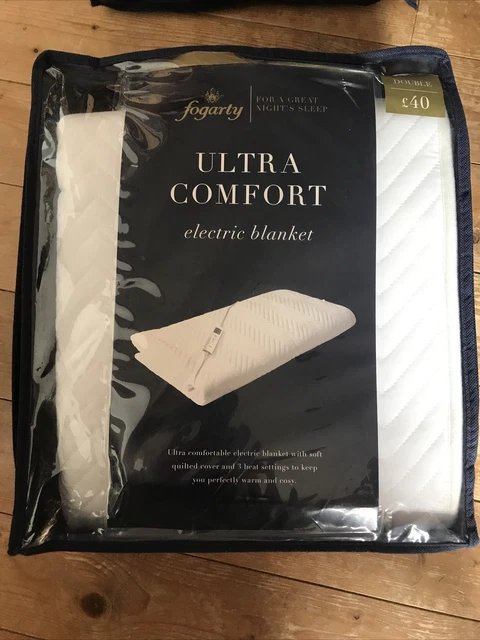 fogarty
FOR A GREAT
NIGHT'S SLEEP
DOUBLE
£40
ULTRA
COMFORT
electric blanket
Ultra comfortable electric blanket with soft
quilted cover and 3 heat settings to keep
you perfectly warm and cosy.